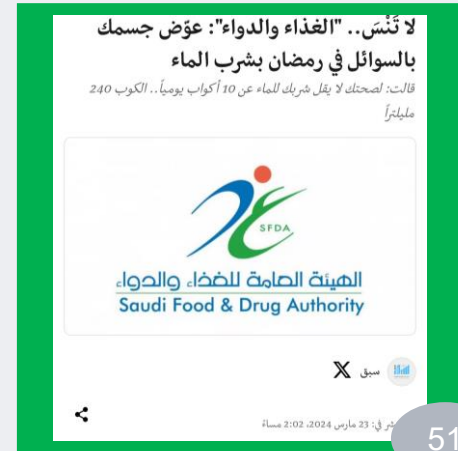 لا تَنْسَ.. "الغذاء والدواء": عوّض جسمك
بالسوائل في رمضان بشرب الماء
قالت: لصحتك لا يقل شربك للماء عن 10 أكواب يومياً.. الكوب 240
مليلتراً
SFDA
الهيئة العامة للغذاء والدواء
Saudi Food & Drug Authority
سبق X
في: 23 مارس 2024، 2:02 مساءً
51